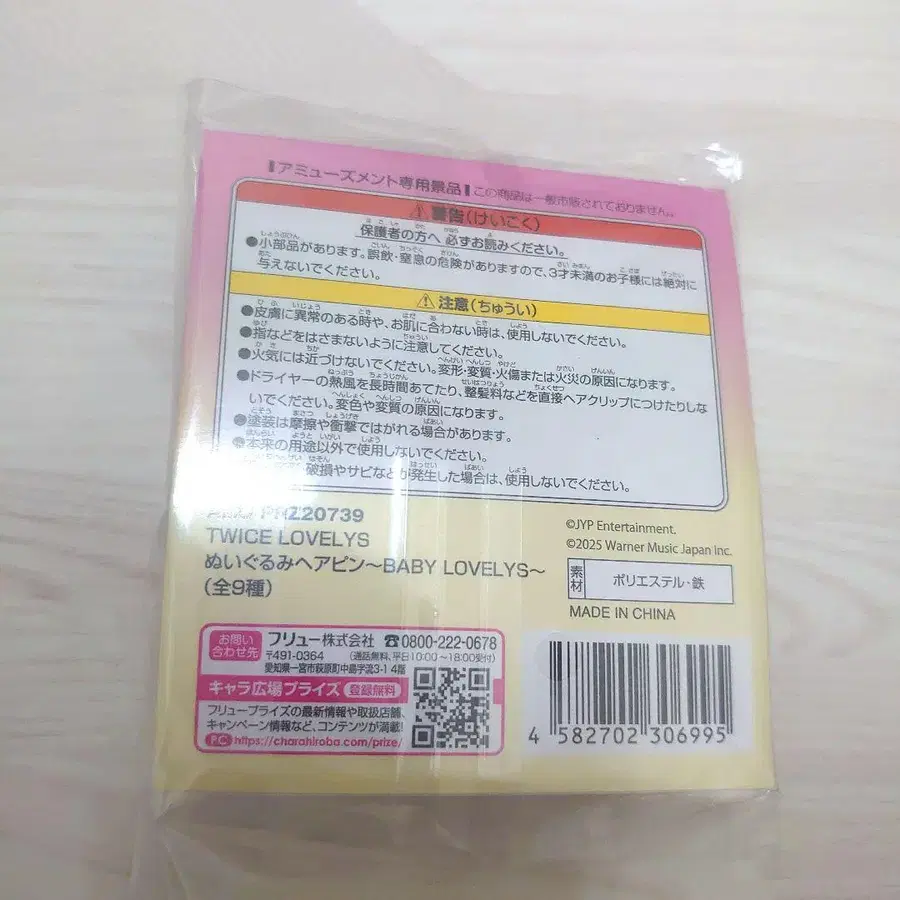 アミューズメント専用景品 この商品は一般市販されておりません。
警告(けいこく)
保護者の方へ 必ずお読みください。
●小部品があります。誤飲・窒息の危険がありますので、3才未満のお子様には絶対に
与えないでください。
注意(ちゅうい)
●皮膚に異常のある時や、お肌に合わない時は、使用しないでください。
●指などをはさまないように注意してください。
●火気には近づけないでください。変形・変質・火傷または火災の原因になります。
●ドライヤーの熱風を長時間あてたり、整髪料などを直接ヘアクリップにつけたりしな
いでください。変色や変質の原因になります。
●塗装は摩擦や衝撃ではがれる場合があります。
●本来の用途以外で使用しないでください。
破損やサビなどが発生した場合は、使用しないでください。
PRZ20739
TWICE LOVELYS
ぬいぐるみヘアピン〜BABY LOVELYS〜
(全9種)
©JYP Entertainment.
©2025 Warner Music Japan Inc.
素材 ポリエステル・鉄
MADE IN CHINA
お問い合わせ先 フリュー株式会社 ☎0800-222-0678
〒491-0364 (通話無料、平日10:00〜18:00受付)
愛知県一宮市萩原町中島子流3-1 4階
キャラ広場プライズ 登録無料
フリュープライズの最新情報や取扱店舗、
キャンペーン情報など、コンテンツが満載!
PC https://charahiroba.com/prize/
4 582702 306995